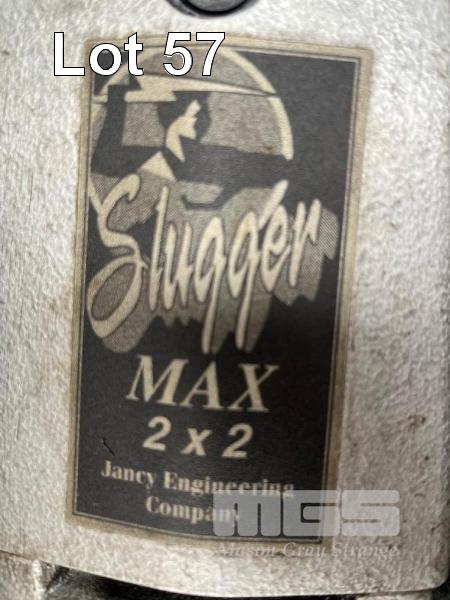 Lot 57
Slugger
MAX
2 x 2
Jancy Engineering
Company
MGS
Mason Gray Strange